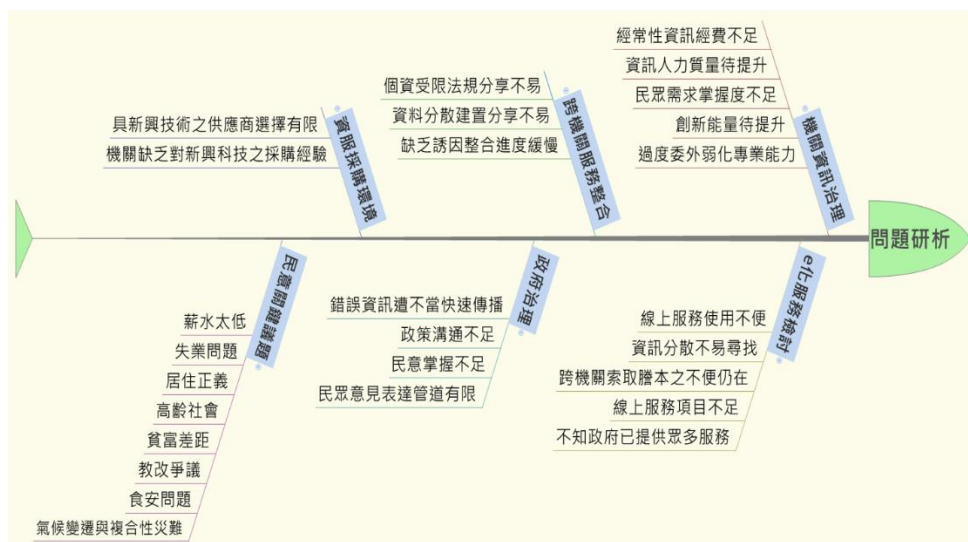 問題研析
機關資訊治理
經常性資訊經費不足
資訊人力質量待提升
民眾需求掌握度不足
創新能量待提升
過度委外弱化專業能力
跨機關服務整合
個資受限法規分享不易
資料分散建置分享不易
缺乏誘因整合進度緩慢
資服採購環境
具新興技術之供應商選擇有限
機關缺乏對新興科技之採購經驗
e化服務檢討
線上服務使用不便
資訊分散不易尋找
跨機關索取謄本之不便仍在
線上服務項目不足
不知政府已提供眾多服務
政府治理
錯誤資訊遭不當快速傳播
政策溝通不足
民意掌握不足
民眾意見表達管道有限
民意關鍵議題
薪水太低
失業問題
居住正義
高齡社會
貧富差距
教改爭議
食安問題
氣候變遷與複合性災難